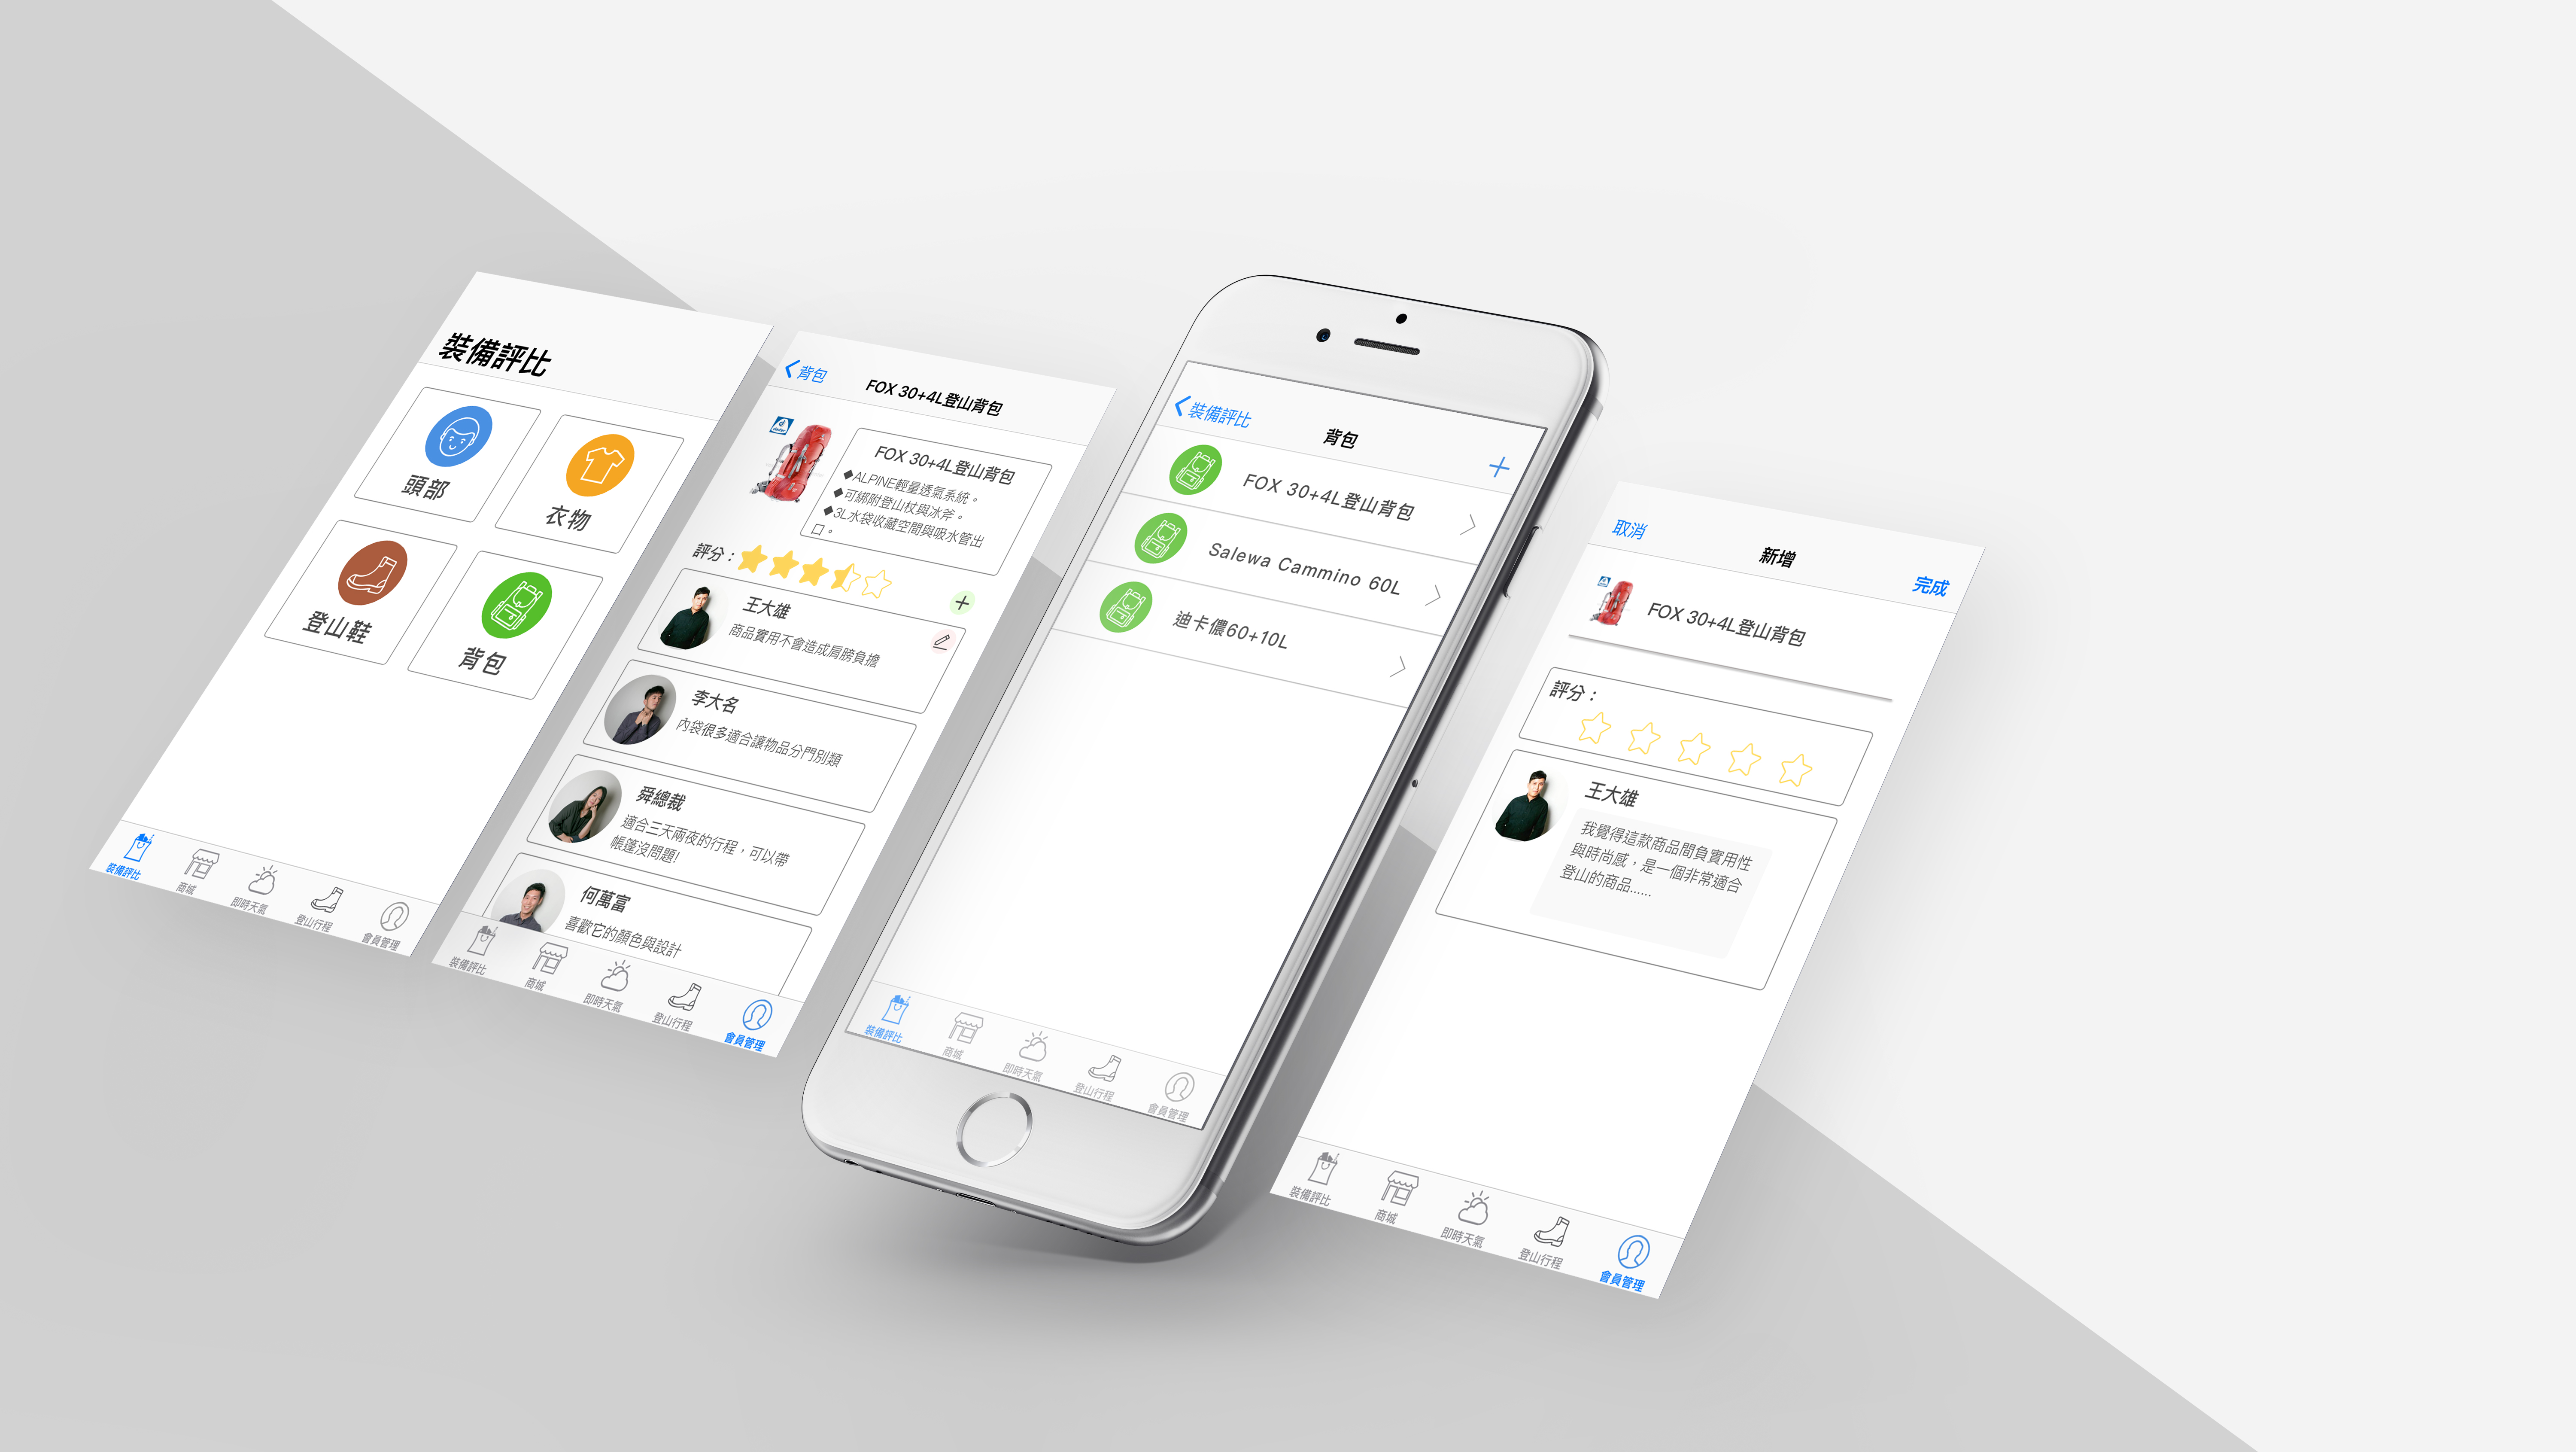 裝備評比
頭部
衣物
登山鞋
背包
裝備評比
商城
即時天氣
登山行程
會員管理
背包
FOX 30+4L登山背包
FOX 30+4L登山背包
◆ALPINE輕量透氣系統。
◆可綁附登山杖與冰斧。
◆3L水袋收藏空間與吸水管出
口。
評分：
王大雄
商品實用不會造成肩膀負擔
李大名
內袋很多適合讓物品分門別類
舜總裁
適合三天兩夜的行程，可以帶
帳蓬沒問題!
何萬富
喜歡它的顏色與設計
裝備評比
商城
即時天氣
登山行程
會員管理
裝備評比
背包
FOX 30+4L登山背包
Salewa Cammino 60L
迪卡儂60+10L
裝備評比
商城
即時天氣
登山行程
會員管理
取消
新增
完成
FOX 30+4L登山背包
評分：
王大雄
我覺得這款商品間負實用性
與時尚感，是一個非常適合
登山的商品......
裝備評比
商城
即時天氣
登山行程
會員管理